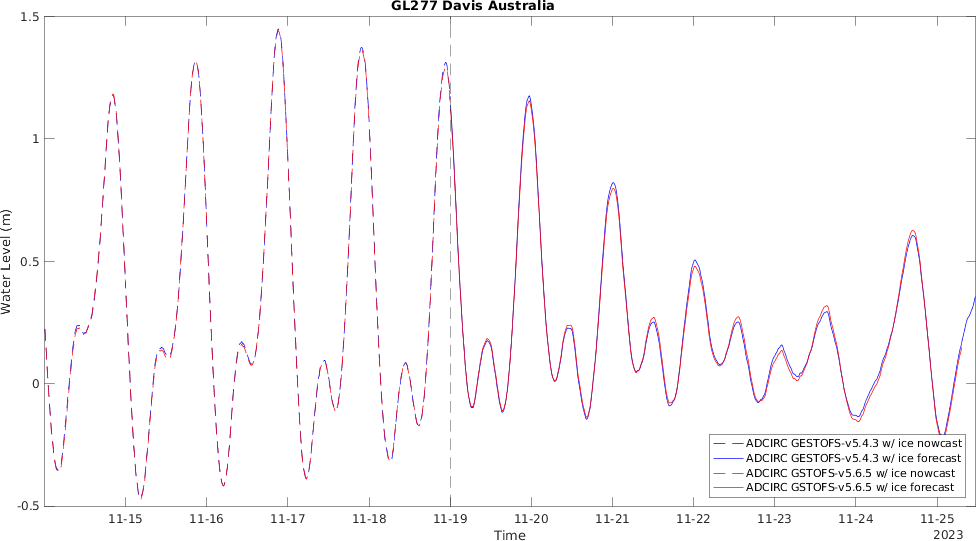 GL277 Davis Australia
1.5
1
0.5
0
-0.5
Water Level (m)
11-15 11-16 11-17 11-18 11-19 11-20 11-21 11-22 11-23 11-24 11-25
Time
2023
ADCIRC GESTOFS-v5.4.3 w/ ice nowcast
ADCIRC GESTOFS-v5.4.3 w/ ice forecast
ADCIRC GSTOFS-v5.6.5 w/ ice nowcast
ADCIRC GSTOFS-v5.6.5 w/ ice forecast